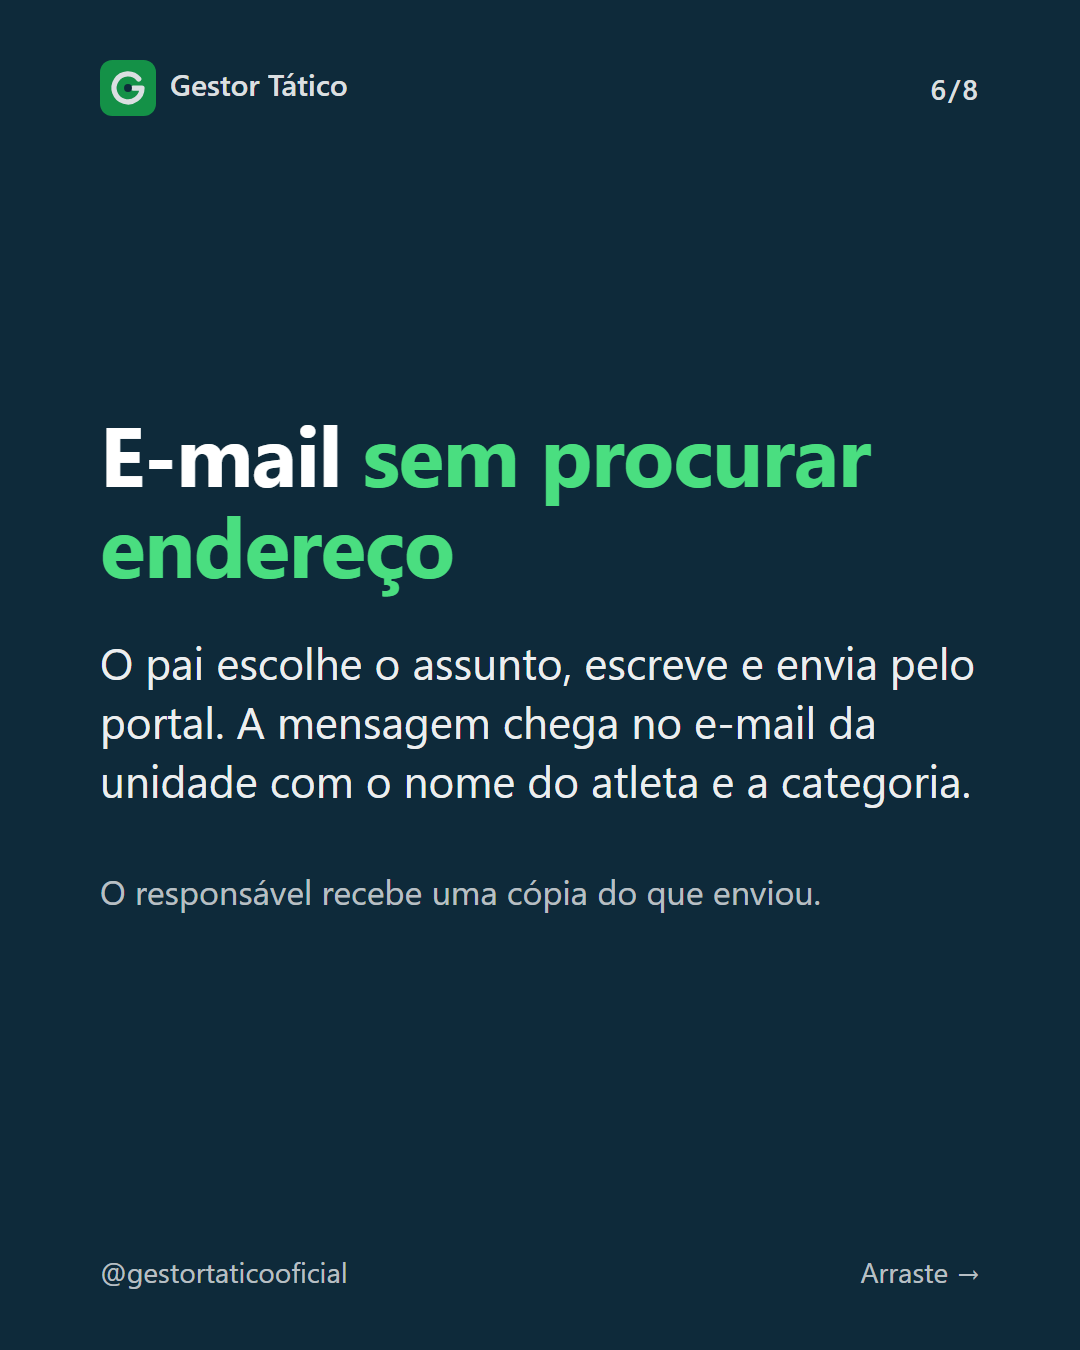 Gestor Tático
6/8
E-mail sem procurar
endereço
O pai escolhe o assunto, escreve e envia pelo
portal. A mensagem chega no e-mail da
unidade com o nome do atleta e a categoria.
O responsável recebe uma cópia do que enviou.
@gestortaticooficial
Arraste →